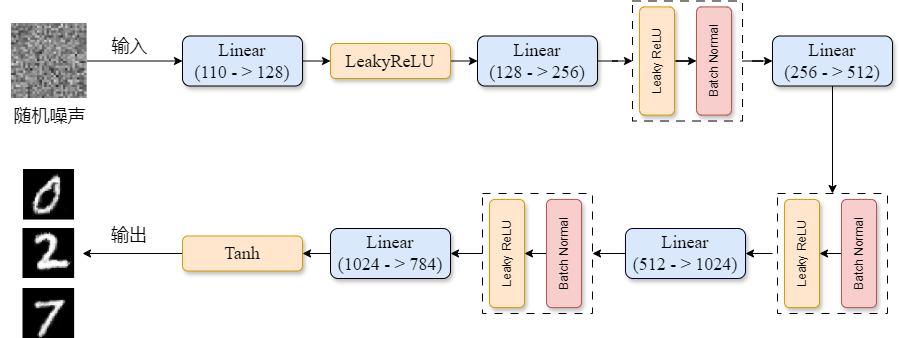 随机噪声
输入
Linear
(110 - > 128)
LeakyReLU
Linear
(128 - > 256)
Leaky ReLU
Batch Normal
Linear
(256 - > 512)
Batch Normal
Leaky ReLU
Linear
(512 - > 1024)
Batch Normal
Leaky ReLU
Linear
(1024 - > 784)
Tanh
输出
0
2
7